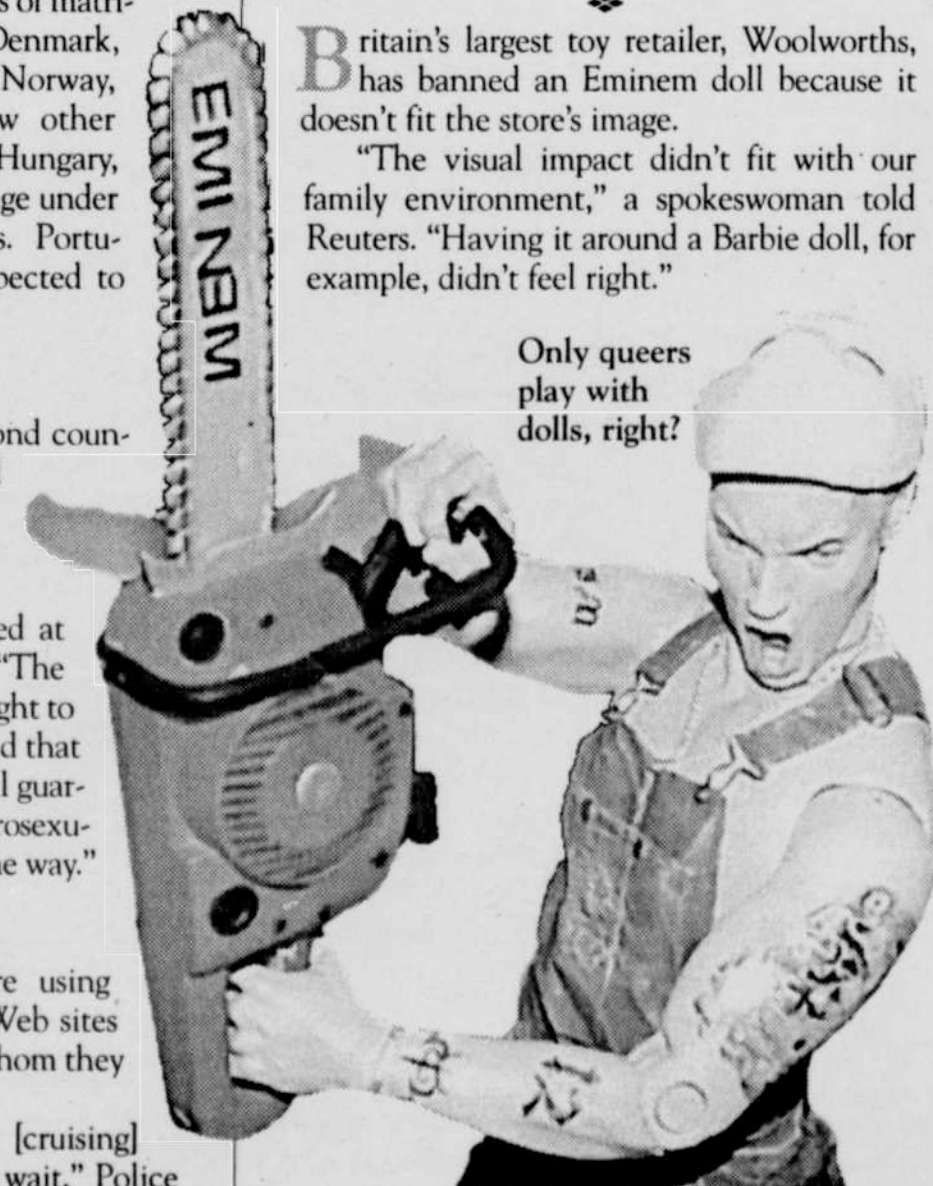 s of matri-
Denmark,
Norway,
w other
Hungary,
ge under
s. Portu-
pected to
ond coun-
ed at
“The
ght to
d that
l guar-
rosexu-
e way.”
re using
Web sites
hom they
[cruising]
wait.” Police
EMINEM
Britain’s largest toy retailer, Woolworths,
has banned an Eminem doll because it
doesn’t fit the store’s image.
“The visual impact didn’t fit with our
family environment,” a spokeswoman told
Reuters. “Having it around a Barbie doll, for
example, didn’t feel right.”
Only queers
play with
dolls, right?